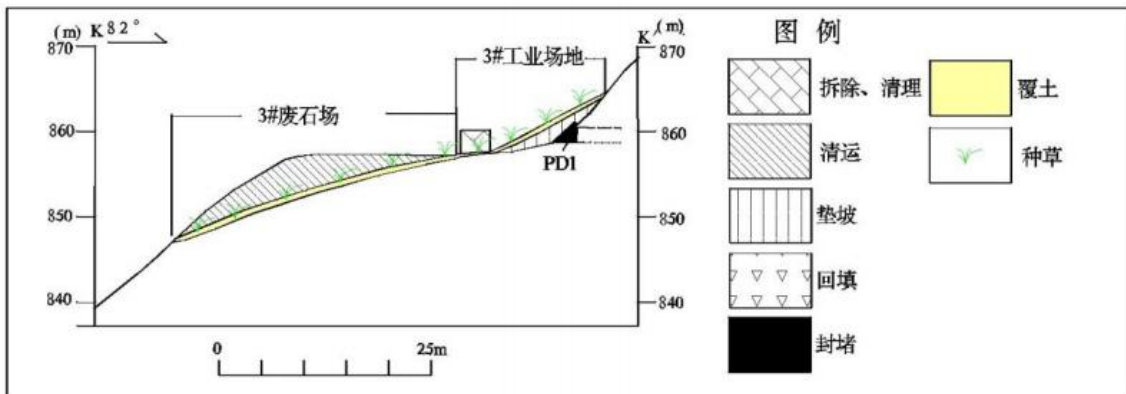 (m) K 82°
870
860
850
840
3#废石场
3#工业场地
PD1
K (m)
870
860
850
840
0 25m
图 例
拆除、清理
清运
垫坡
回填
封堵
覆土
种草